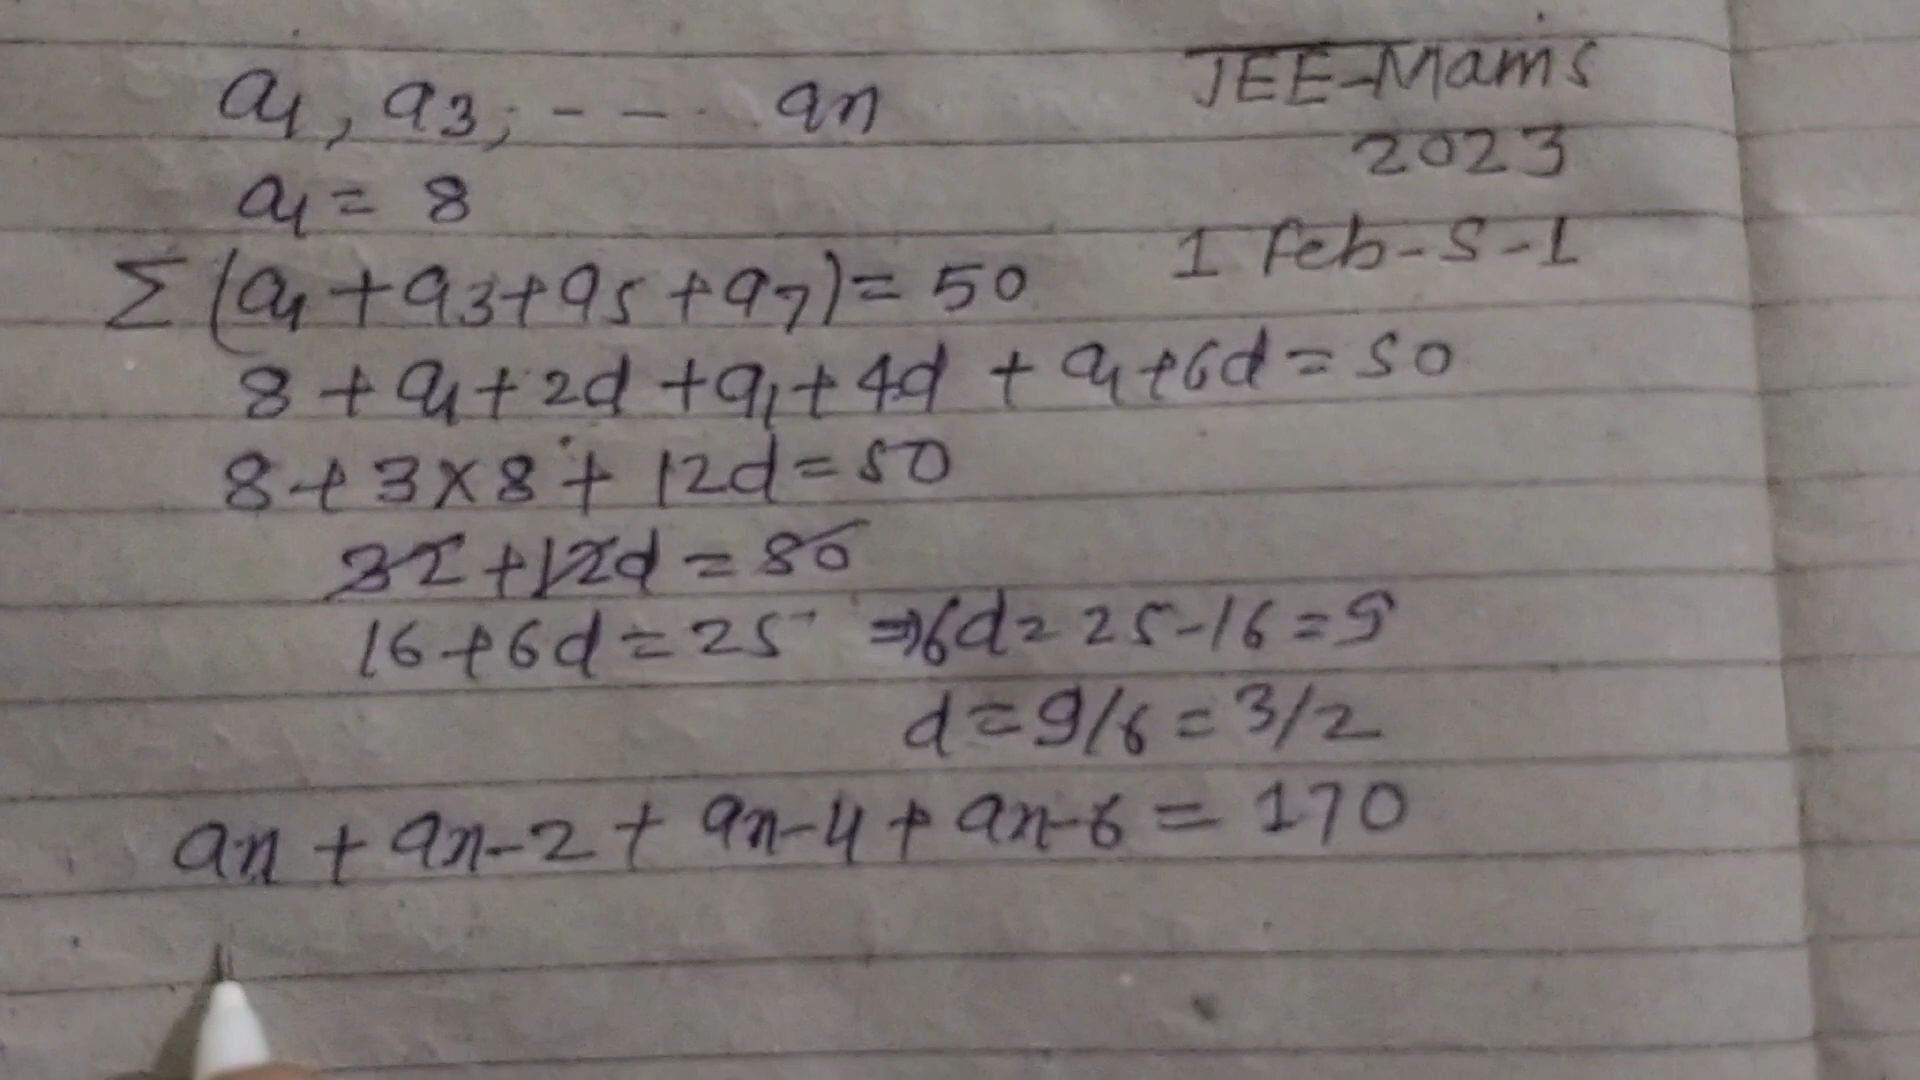 a1, a3, - - - - an
JEE-Mains
2023
a1 = 8
1 Feb-S-1
Σ (a1 + a3 + a5 + a7) = 50
8 + a1 + 2d + a1 + 4d + a1 + 6d = 50
8 + 3 x 8 + 12d = 50
32 + 12d = 50
16 + 6d = 25 ⇒ 6d = 25 - 16 = 9
d = 9/6 = 3/2
an + an-2 + an-4 + an-6 = 170